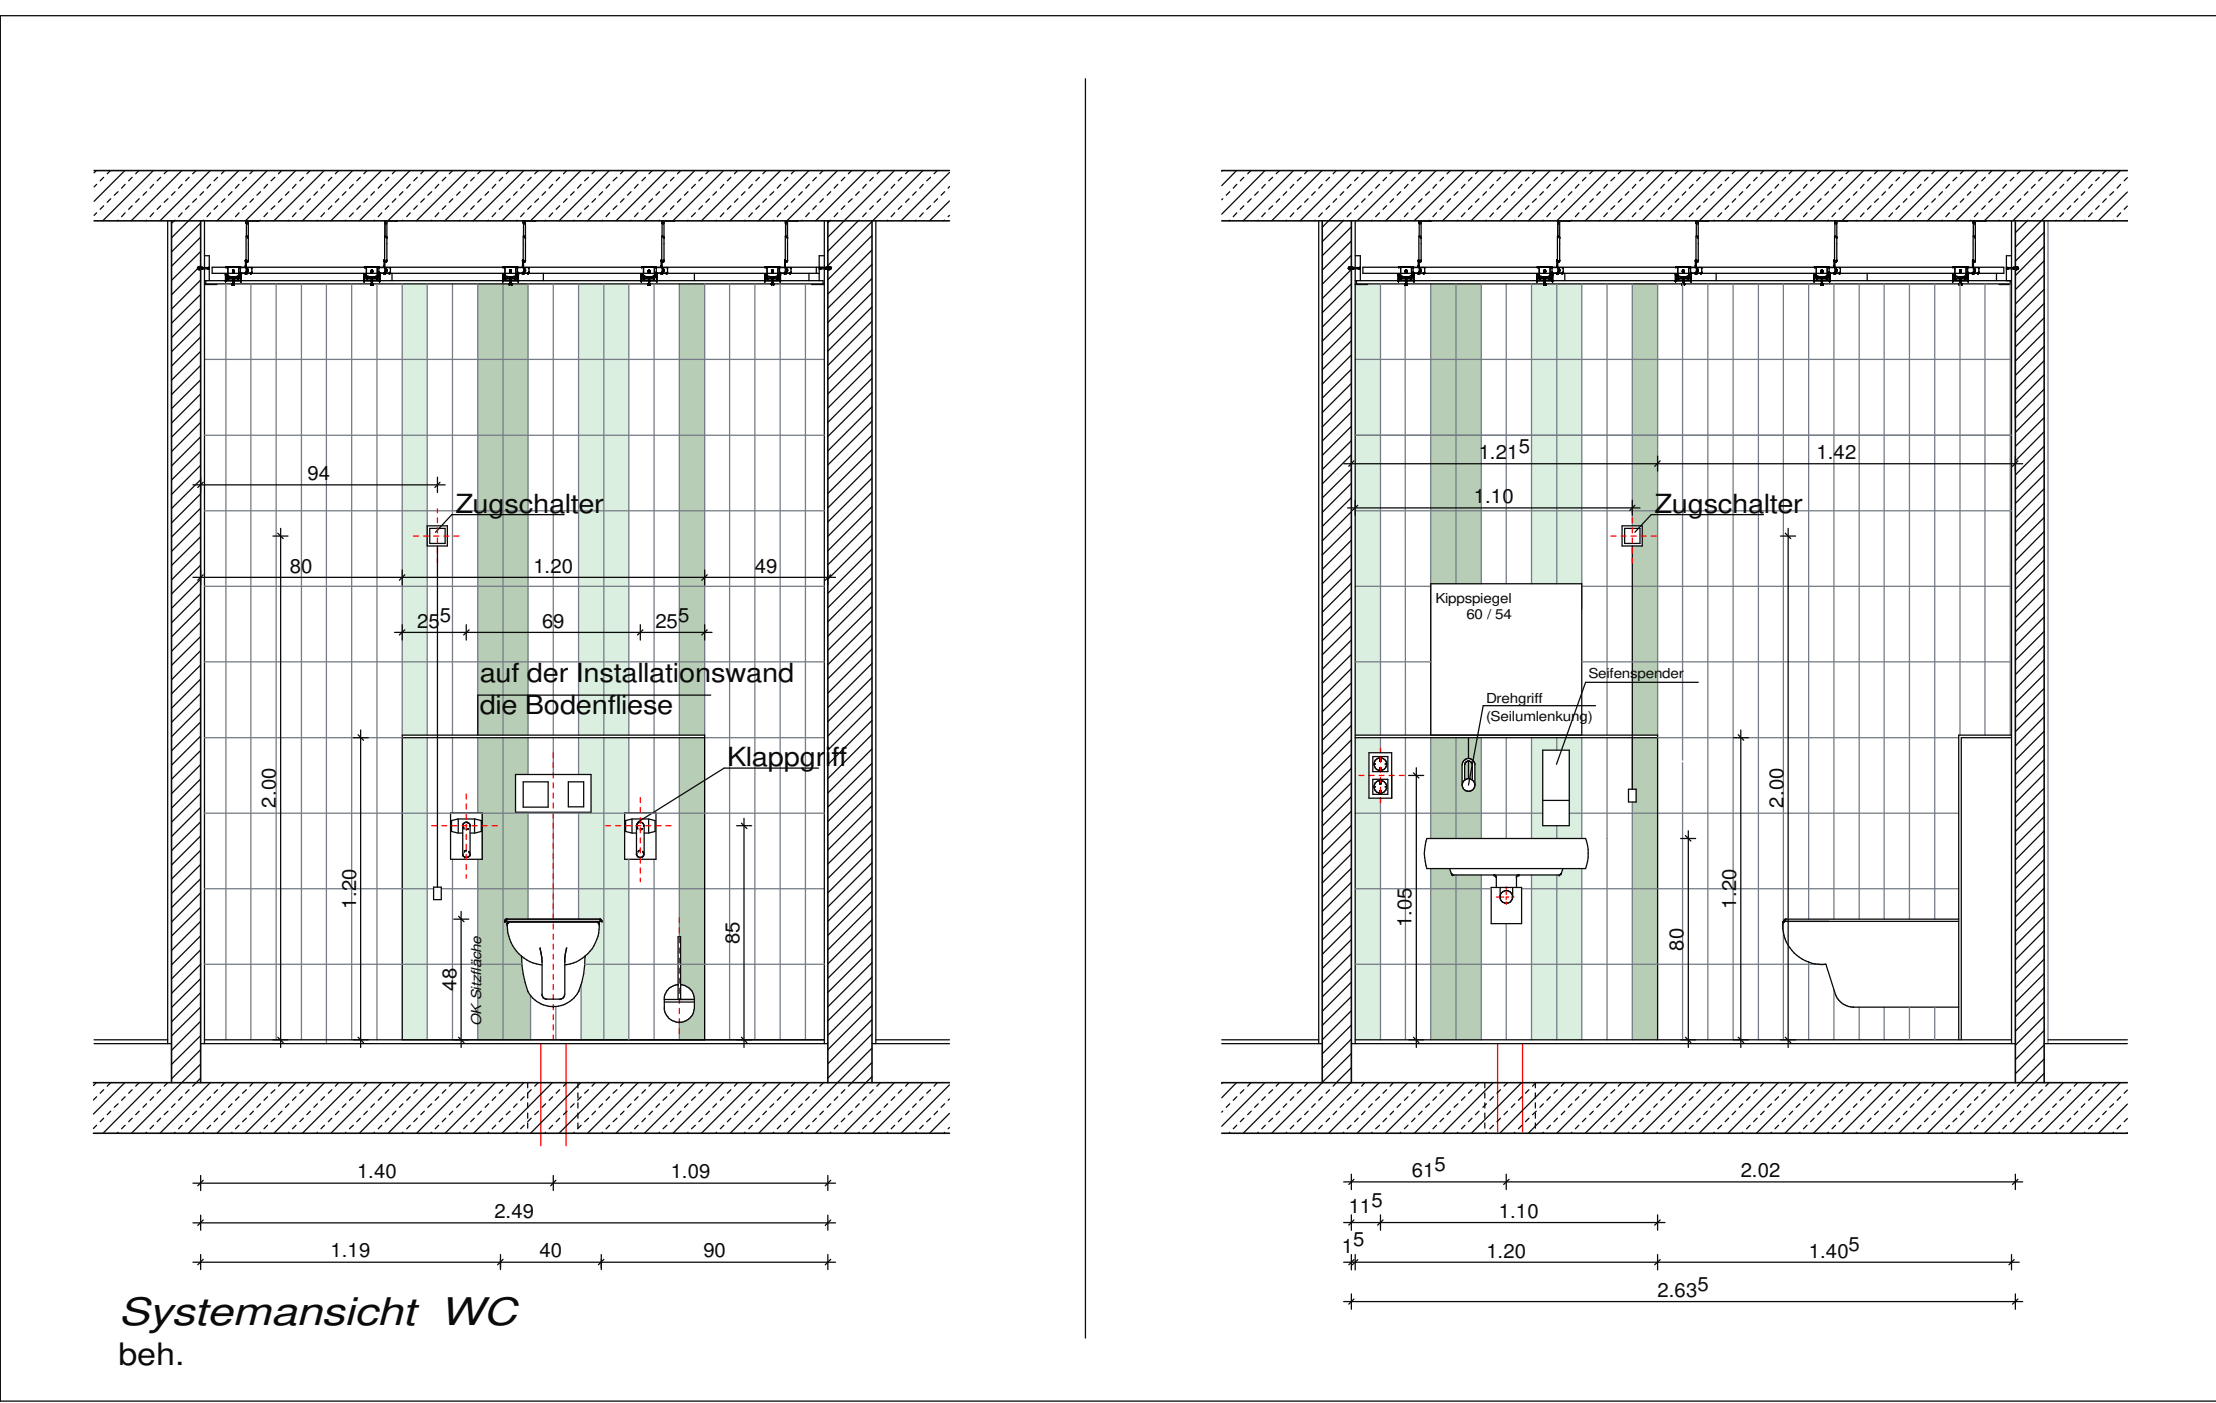 94
Zugschalter
80
1.20
49
25⁵
69
25⁵
auf der Installationswand
die Bodenfliese
Klappgriff
2.00
1.20
48
OK Sitzfläche
85
1.40
1.09
2.49
1.19
40
90
Systemansicht WC
beh.
1.21⁵
1.42
1.10
Zugschalter
Kippspiegel
60 / 54
Seifenspender
Drehgriff
(Seilumlenkung)
2.00
1.05
1.20
80
61⁵
2.02
11⁵
1.10
1⁵
1.20
1.40⁵
2.63⁵